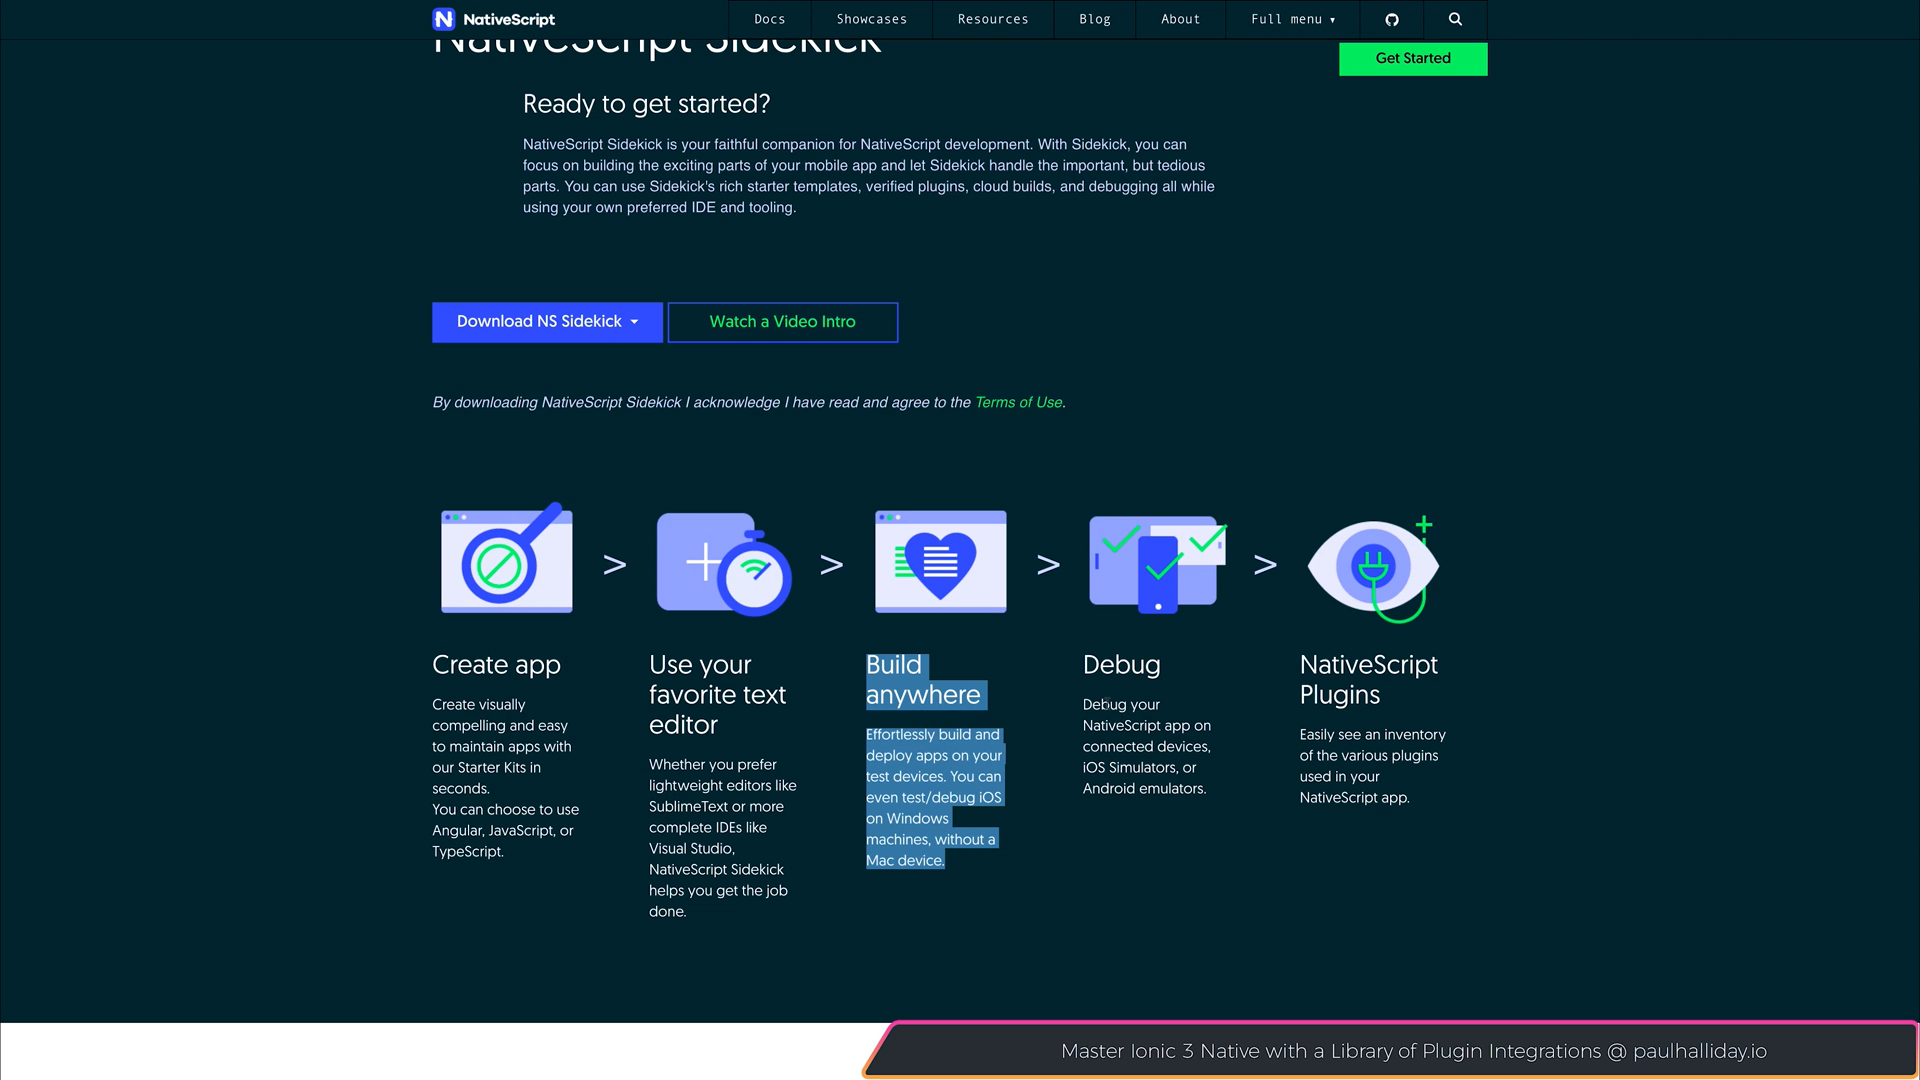 NativeScript
Docs
Showcases
Resources
Blog
About
Full menu ▾
NativeScript Sidekick
Get Started
Ready to get started?
NativeScript Sidekick is your faithful companion for NativeScript development. With Sidekick, you can
focus on building the exciting parts of your mobile app and let Sidekick handle the important, but tedious
parts. You can use Sidekick's rich starter templates, verified plugins, cloud builds, and debugging all while
using your own preferred IDE and tooling.
Download NS Sidekick
Watch a Video Intro
By downloading NativeScript Sidekick I acknowledge I have read and agree to the Terms of Use.
> > > >
Create app
Create visually
compelling and easy
to maintain apps with
our Starter Kits in
seconds.
You can choose to use
Angular, JavaScript, or
TypeScript.
Use your
favorite text
editor
Whether you prefer
lightweight editors like
SublimeText or more
complete IDEs like
Visual Studio,
NativeScript Sidekick
helps you get the job
done.
Build
anywhere
Effortlessly build and
deploy apps on your
test devices. You can
even test/debug iOS
on Windows
machines, without a
Mac device.
Debug
Debug your
NativeScript app on
connected devices,
iOS Simulators, or
Android emulators.
NativeScript
Plugins
Easily see an inventory
of the various plugins
used in your
NativeScript app.
Master Ionic 3 Native with a Library of Plugin Integrations @ paulhalliday.io